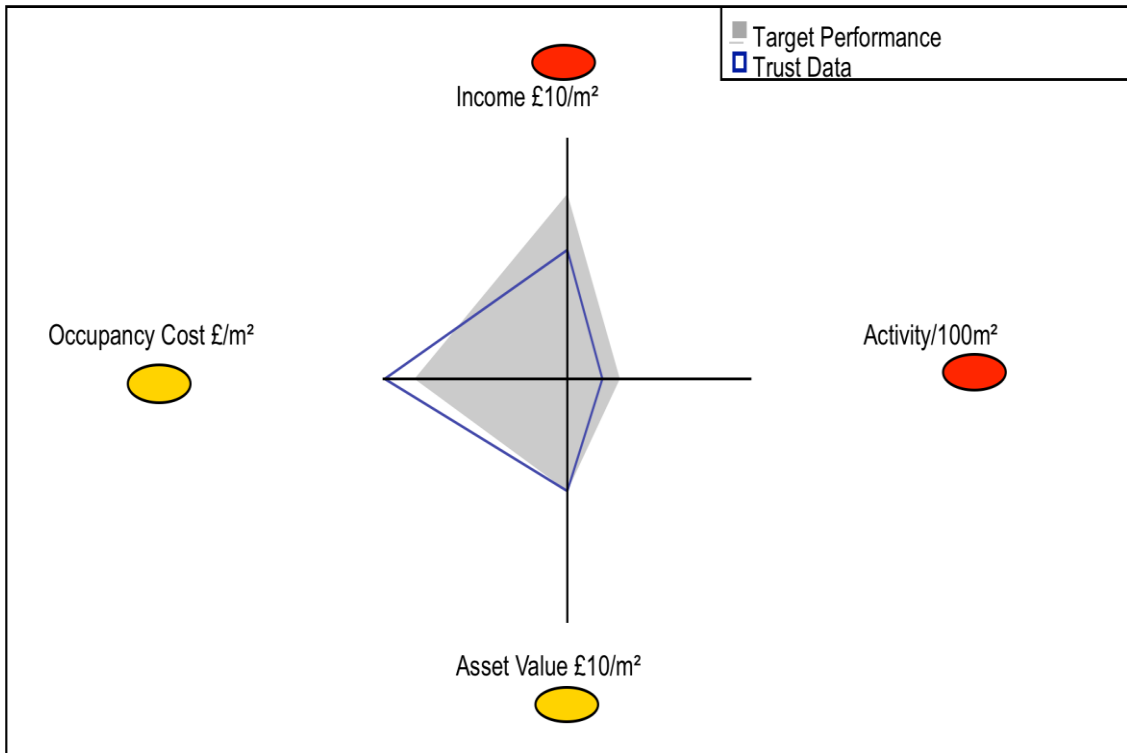 Target Performance
Trust Data
Income £10/m²
Occupancy Cost £/m²
Activity/100m²
Asset Value £10/m²